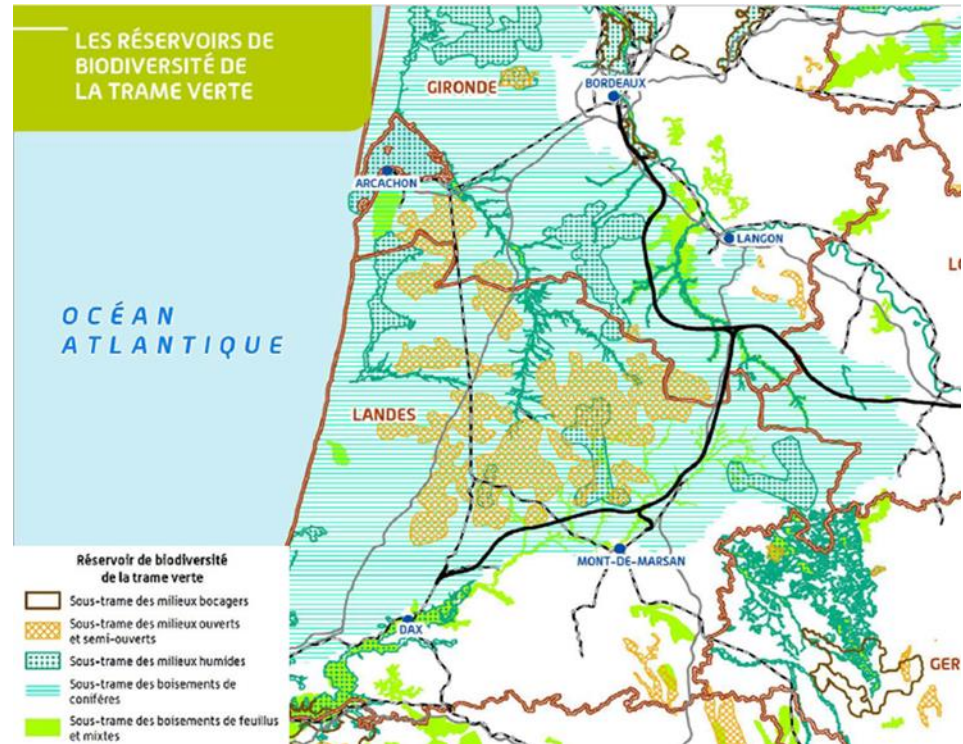 LES RÉSERVOIRS DE
BIODIVERSITÉ DE
LA TRAME VERTE
GIRONDE
BORDEAUX
ARCACHON
LANGON
OCÉAN
ATLANTIQUE
LANDES
MONT-DE-MARSAN
DAX
GER
Réservoir de biodiversité
de la trame verte
Sous-trame des milieux bocagers
Sous-trame des milieux ouverts
et semi-ouverts
Sous-trame des milieux humides
Sous-trame des boisements de
conifères
Sous-trame des boisements de feuillus
et mixtes